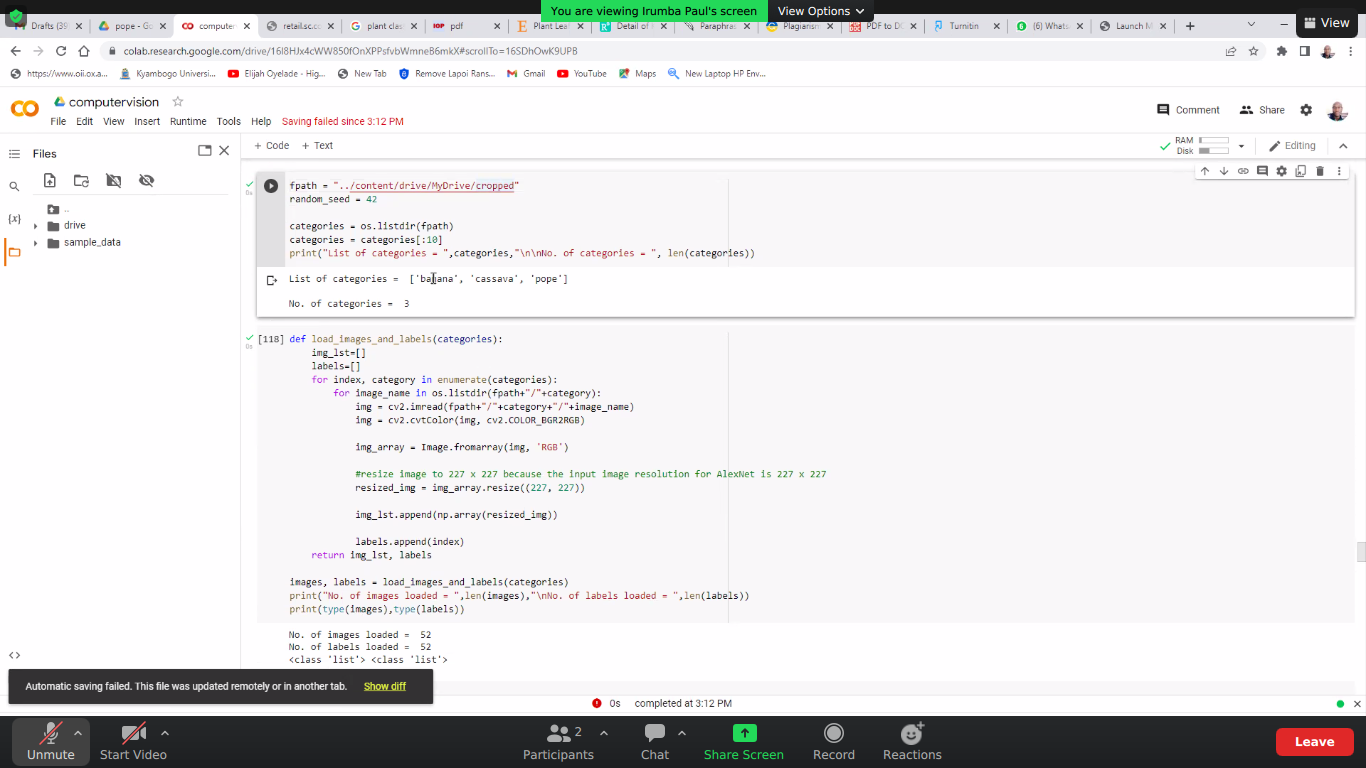 You are viewing Irumba Paul's screen
View Options
View
Drafts (39
pope - Go
computer
retail.sc.co
plant clas
IOP pdf
Plant Leaf
Detail of
Paraphras
Plagiarism
PDF to DO
Turnitin
(6) Whats
Launch M
colab.research.google.com/drive/16I8HJx4cWW850fOnXPPsfvbWmneB6mkX#scrollTo=16SDhOwK9UPB
https://www.oii.ox.a...
Kyambogo Universi...
Elijah Oyelade - Hig...
New Tab
Remove Lapoi Rans...
Gmail
YouTube
Maps
New Laptop HP Env...
computervision
Comment
Share
File Edit View Insert Runtime Tools Help Saving failed since 3:12 PM
Files
+ Code + Text
RAM
Disk
Editing
..
drive
sample_data
{x}
fpath = "../content/drive/MyDrive/cropped"
random_seed = 42
categories = os.listdir(fpath)
categories = categories[:10]
print("List of categories = ",categories,"\n\nNo. of categories = ", len(categories))
0s
List of categories =  ['banana', 'cassava', 'pope']
No. of categories =  3
[118] def load_images_and_labels(categories):
0s
img_lst=[]
labels=[]
for index, category in enumerate(categories):
for image_name in os.listdir(fpath+"/"+category):
img = cv2.imread(fpath+"/"+category+"/"+image_name)
img = cv2.cvtColor(img, cv2.COLOR_BGR2RGB)
img_array = Image.fromarray(img, 'RGB')
#resize image to 227 x 227 because the input image resolution for AlexNet is 227 x 227
resized_img = img_array.resize((227, 227))
img_lst.append(np.array(resized_img))
labels.append(index)
return img_lst, labels
images, labels = load_images_and_labels(categories)
print("No. of images loaded = ",len(images),"\nNo. of labels loaded = ",len(labels))
print(type(images),type(labels))
No. of images loaded =  52
No. of labels loaded =  52
<class 'list'> <class 'list'>
Automatic saving failed. This file was updated remotely or in another tab. Show diff
0s completed at 3:12 PM
2
Unmute
Start Video
Participants
Chat
Share Screen
Record
Reactions
Leave